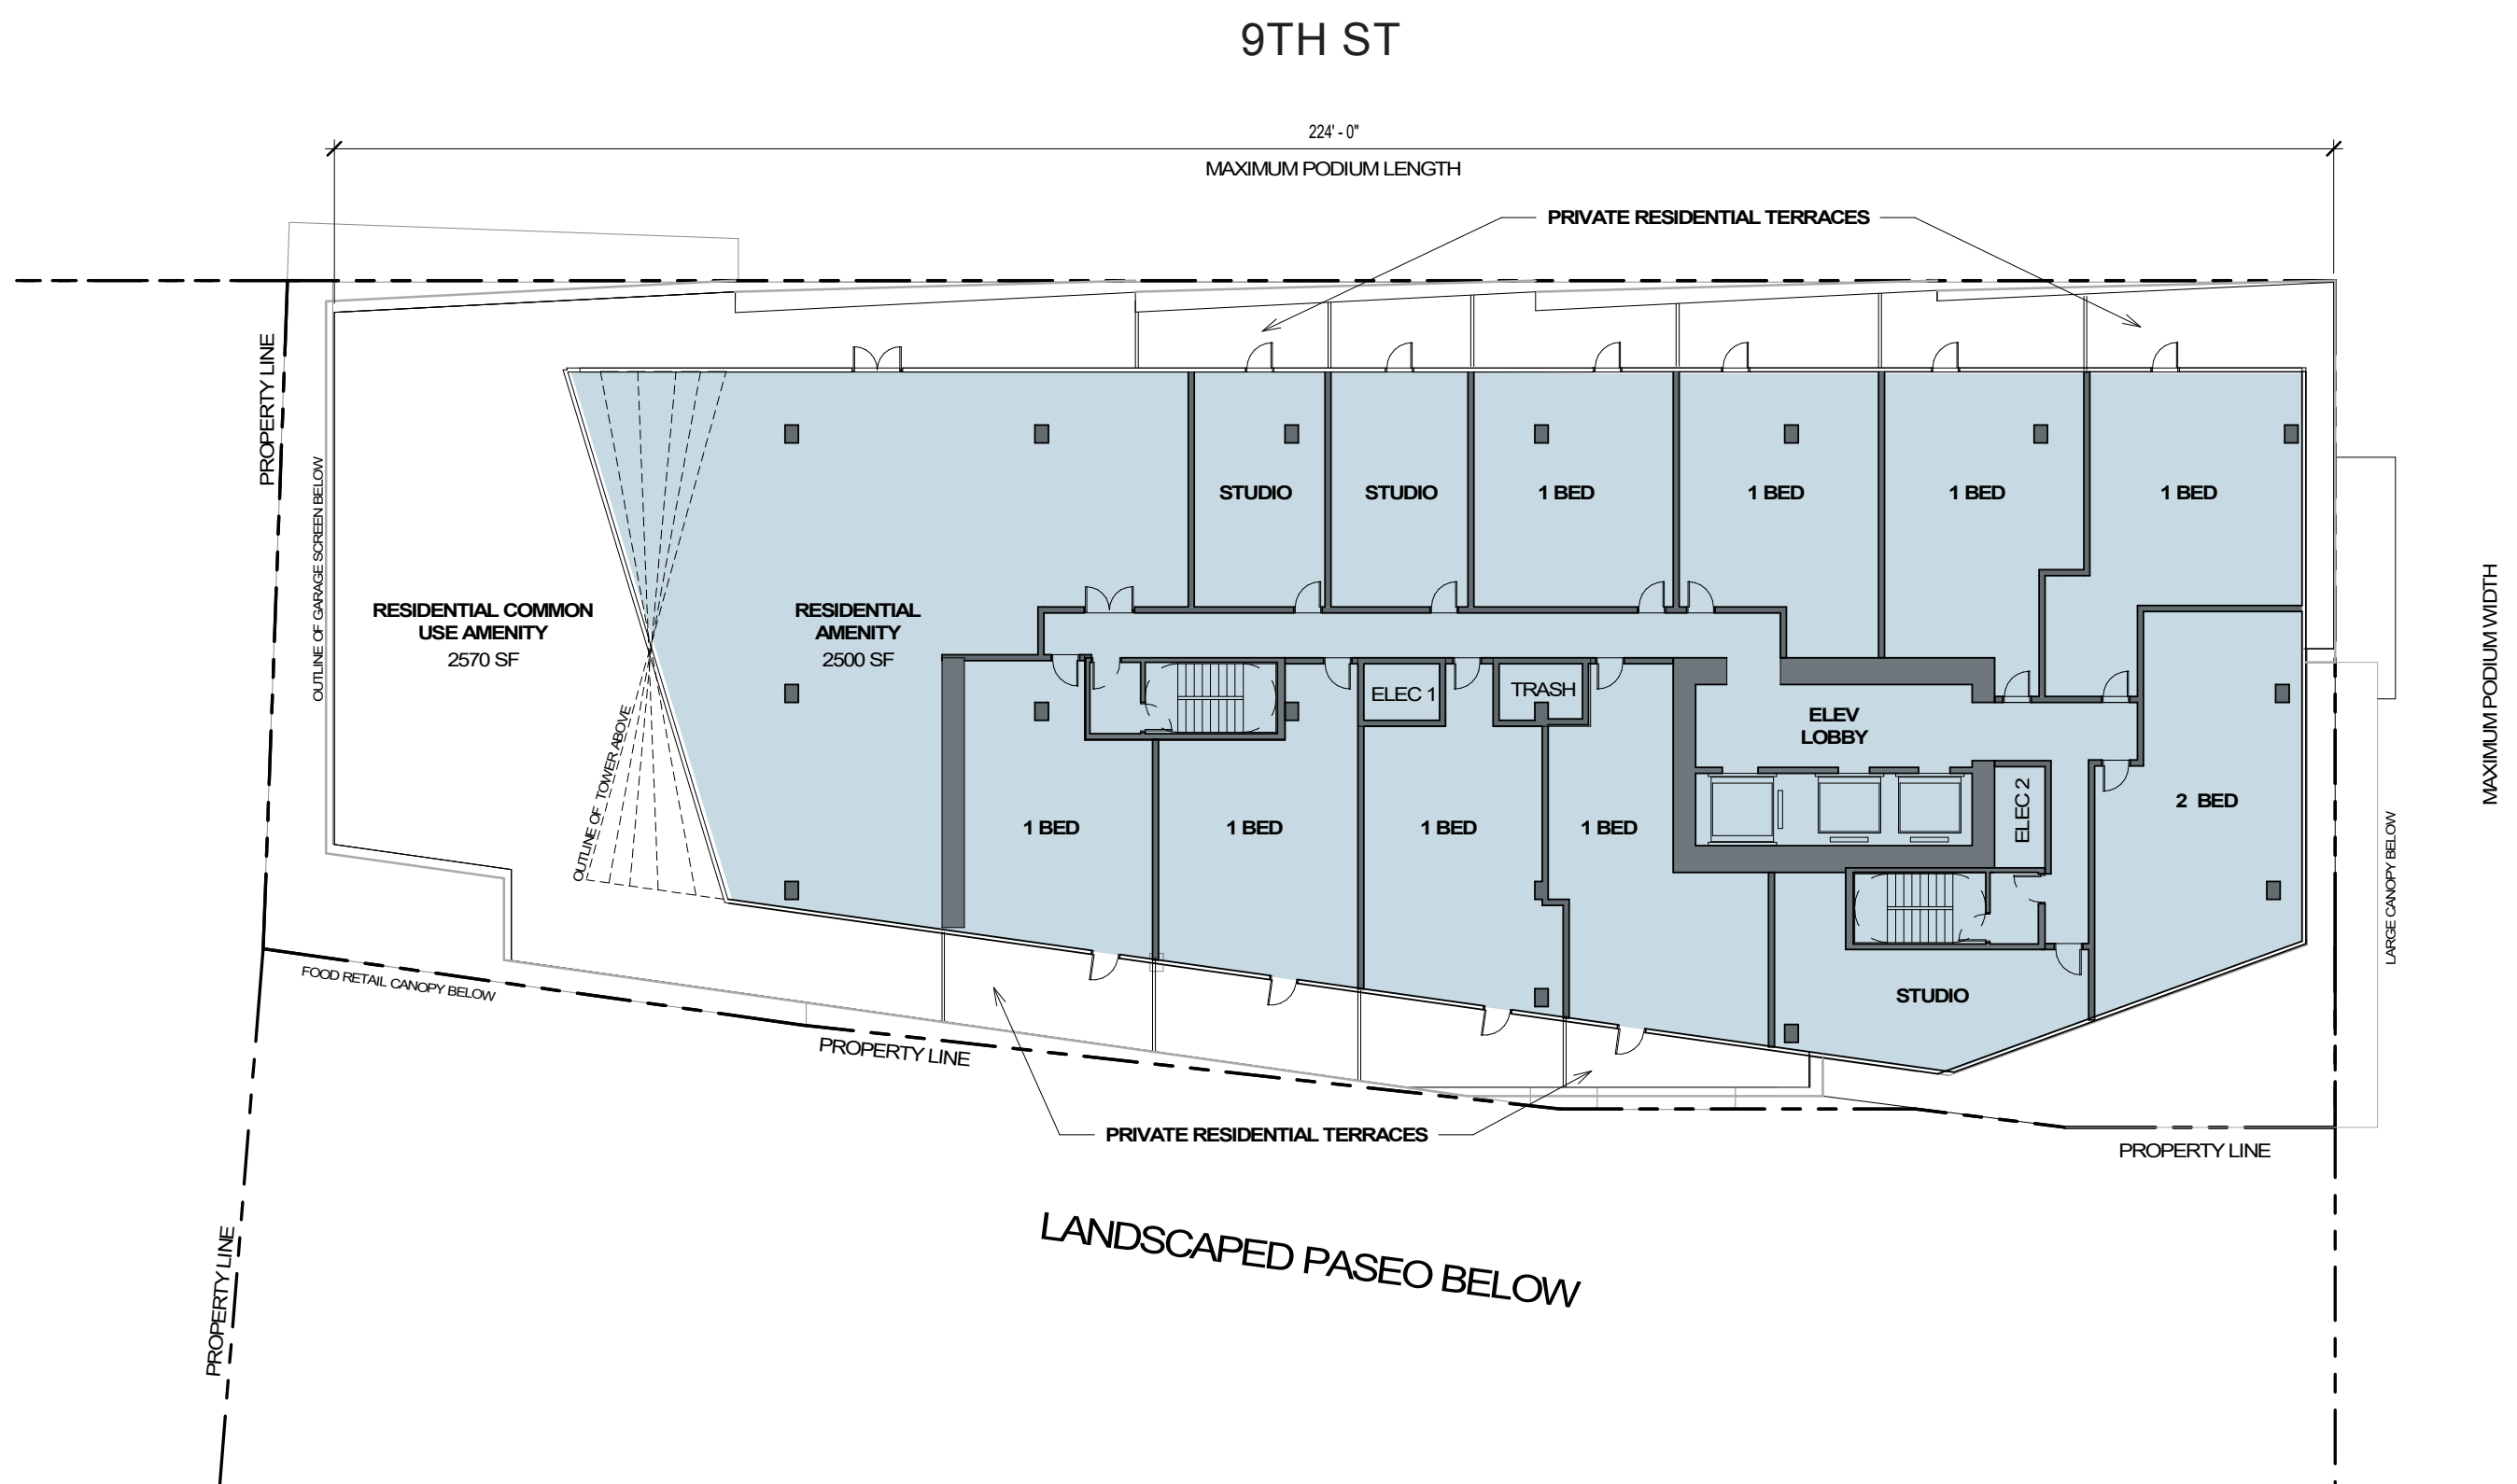 9TH ST
224' - 0"
MAXIMUM PODIUM LENGTH
PRIVATE RESIDENTIAL TERRACES
PROPERTY LINE
OUTLINE OF GARAGE SCREEN BELOW
RESIDENTIAL COMMON
USE AMENITY
2570 SF
OUTLINE OF TOWER ABOVE
RESIDENTIAL
AMENITY
2500 SF
STUDIO
STUDIO
1 BED
1 BED
1 BED
1 BED
MAXIMUM PODIUM WIDTH
ELEC 1
TRASH
ELEV
LOBBY
ELEC 2
1 BED
1 BED
1 BED
1 BED
2 BED
LARGE CANOPY BELOW
STUDIO
FOOD RETAIL CANOPY BELOW
PROPERTY LINE
PRIVATE RESIDENTIAL TERRACES
PROPERTY LINE
LANDSCAPED PASEO BELOW
PROPERTY LINE